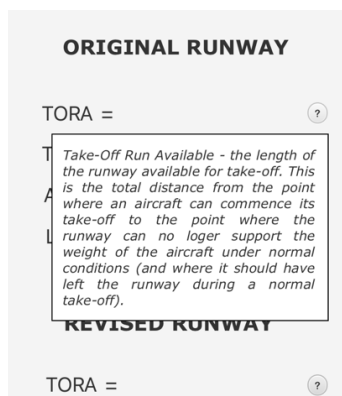 ORIGINAL RUNWAY
TORA =
?
T
Take-Off Run Available - the length of
the runway available for take-off. This
A
is the total distance from the point
where an aircraft can commence its
take-off to the point where the
L
runway can no loger support the
weight of the aircraft under normal
conditions (and where it should have
left the runway during a normal
take-off).
REVISED RUNWAY
TORA =
?